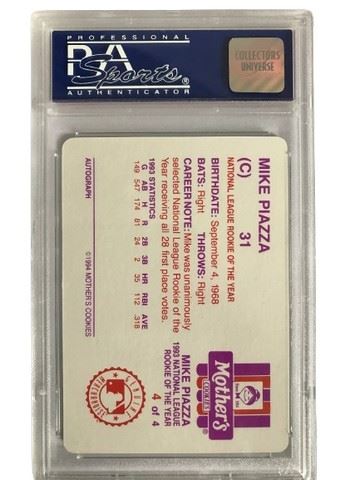 PROFESSIONAL
PSA
Sports
AUTHENTICATOR
COLLECTORS
UNIVERSE
MIKE PIAZZA
(C) 31
NATIONAL LEAGUE ROOKIE OF THE YEAR
BIRTHDATE: September 4, 1968
BATS: Right THROWS: Right
CAREER NOTE: Mike was unanimously
selected National League Rookie of the
Year receiving all 28 first place votes.
1993 STATISTICS
G AB H R 2B 3B HR RBI AVE
149 547 174 81 24 2 35 112 .318
AUTOGRAPH
©1994 MOTHER'S COOKIES
Mother's
COOKIES
MIKE PIAZZA
1993 NATIONAL LEAGUE
ROOKIE OF THE YEAR
4 of 4
GENUINE
MERCHANDISE